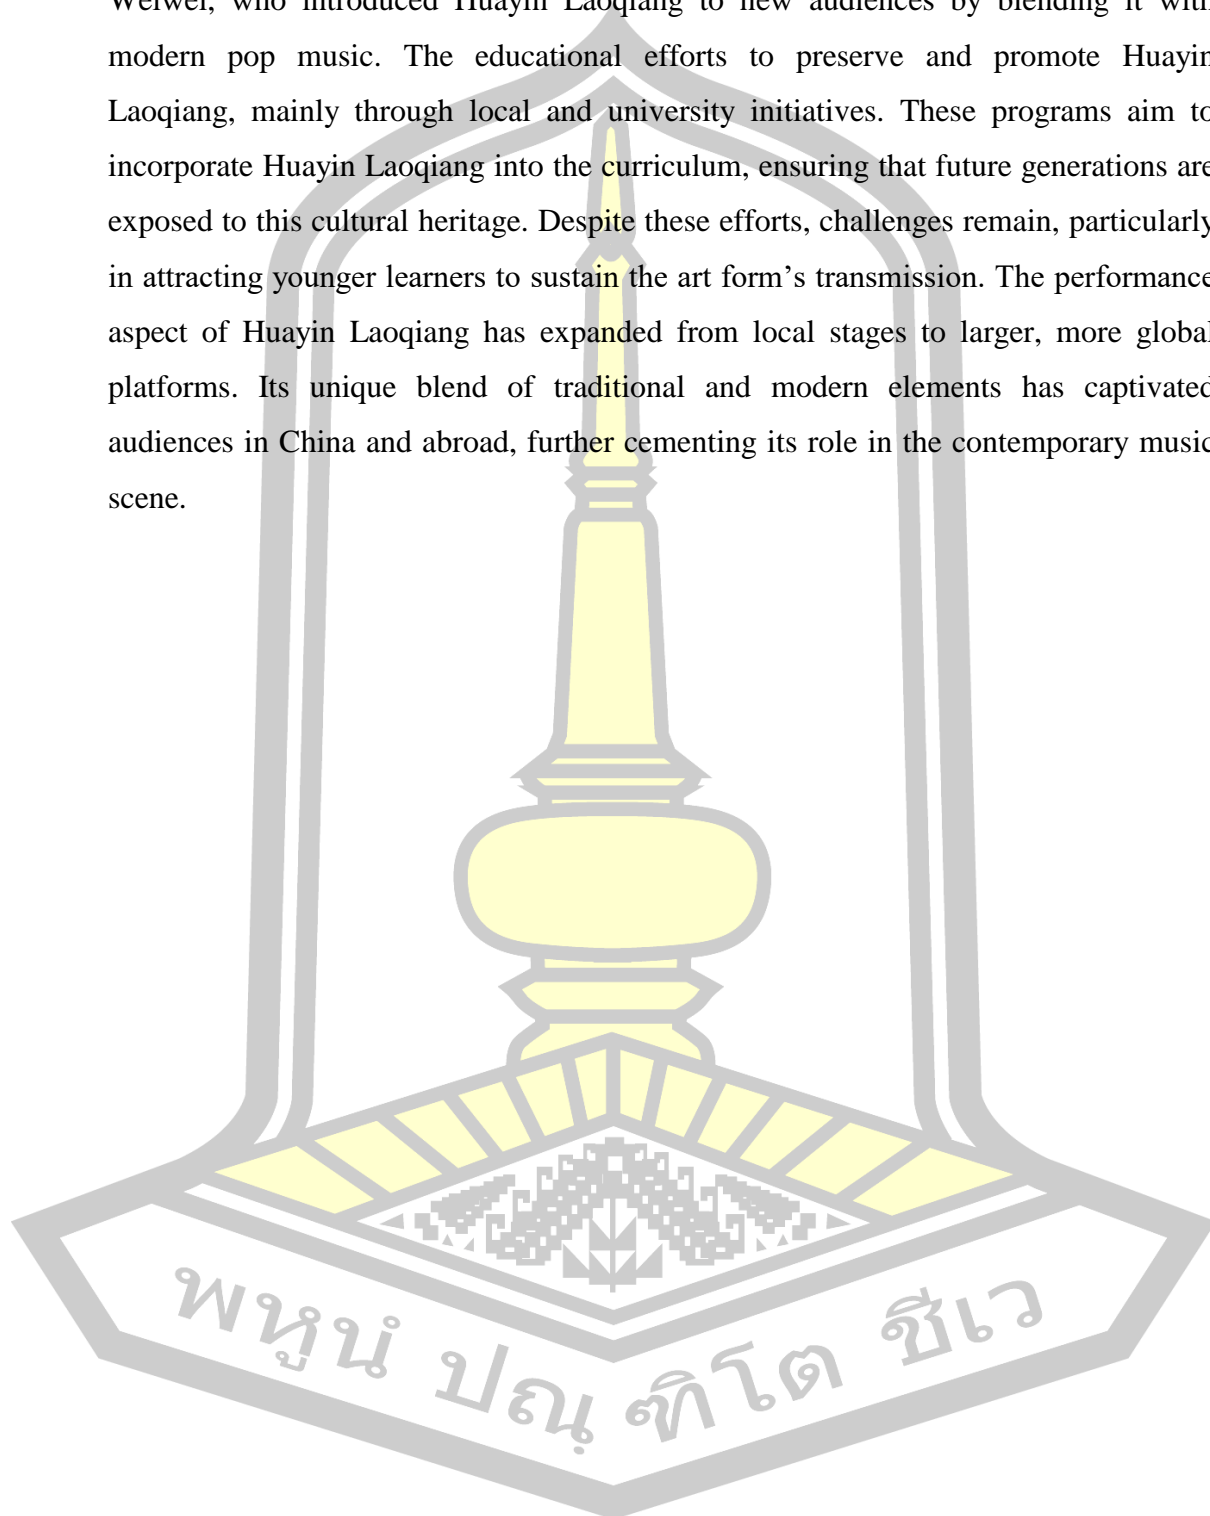 Weiwei, who introduced Huayin Laoqiang to new audiences by blending it with
modern pop music. The educational efforts to preserve and promote Huayin
Laoqiang, mainly through local and university initiatives. These programs aim to
incorporate Huayin Laoqiang into the curriculum, ensuring that future generations are
exposed to this cultural heritage. Despite these efforts, challenges remain, particularly
in attracting younger learners to sustain the art form’s transmission. The performance
aspect of Huayin Laoqiang has expanded from local stages to larger, more global
platforms. Its unique blend of traditional and modern elements has captivated
audiences in China and abroad, further cementing its role in the contemporary music
scene.
พหูนํ ปณฺฑิโต ชีเว